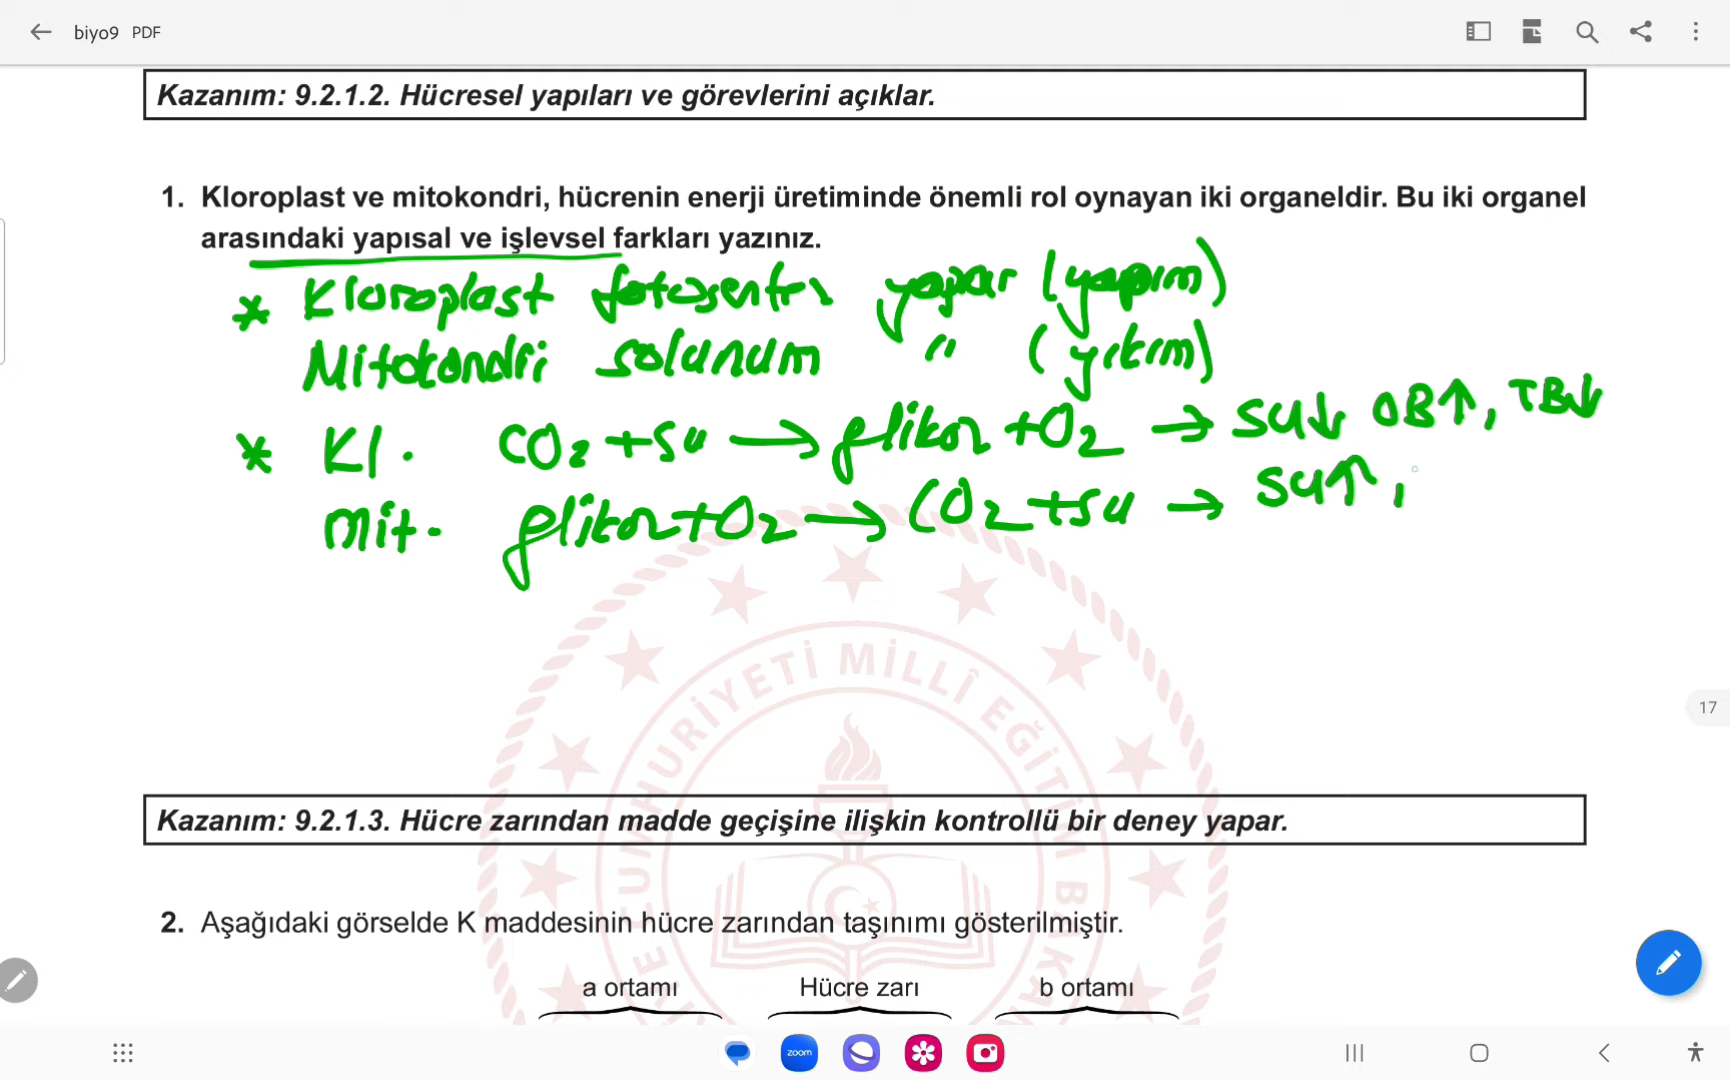 biyo9 PDF
Kazanım: 9.2.1.2. Hücresel yapıları ve görevlerini açıklar.
1. Kloroplast ve mitokondri, hücrenin enerji üretiminde önemli rol oynayan iki organeldir. Bu iki organel
arasındaki yapısal ve işlevsel farkları yazınız.
* Kloroplast fotosentez yapar (yapım)
Mitokondri solunum " (yıkım)
* Kl. CO₂ + su → glikoz + O₂ → su↓ OB↑, TB↓
Mit. glikoz + O₂ → CO₂ + su → su↑,
17
Kazanım: 9.2.1.3. Hücre zarından madde geçişine ilişkin kontrollü bir deney yapar.
2. Aşağıdaki görselde K maddesinin hücre zarından taşınımı gösterilmiştir.
a ortamı Hücre zarı b ortamı
zoom